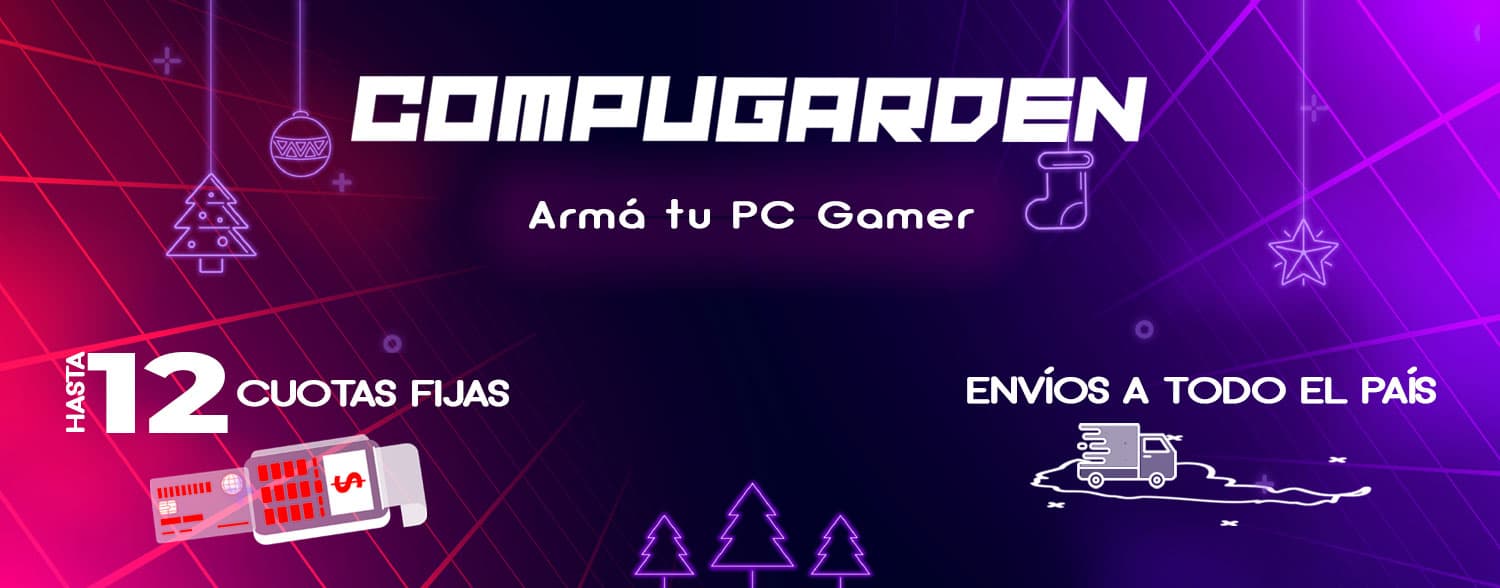 COMPUGARDEN
Armá tu PC Gamer
HASTA 12 CUOTAS FIJAS
$
ENVÍOS A TODO EL PAÍS